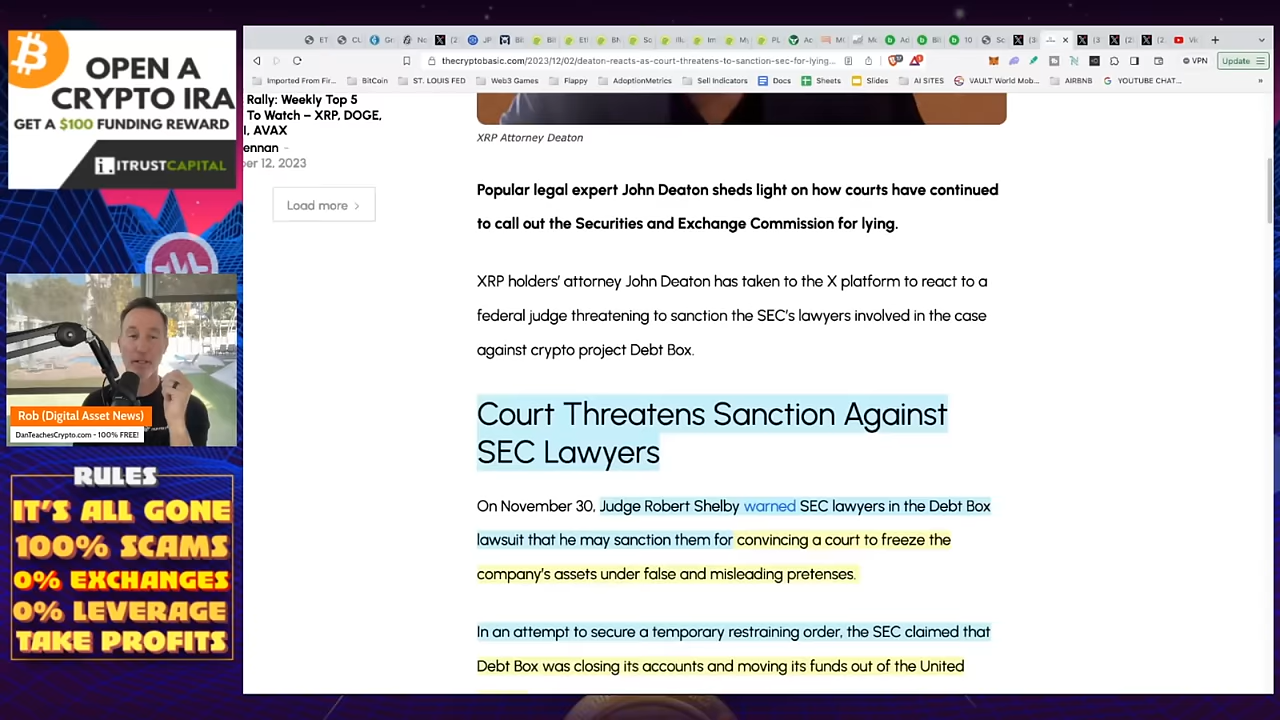 OPEN A
CRYPTO IRA
GET A $100 FUNDING REWARD
ITRUSTCAPITAL
Rob (Digital Asset News)
DanTeachesCrypto.com - 100% FREE!
RULES
IT'S ALL GONE
100% SCAMS
0% EXCHANGES
0% LEVERAGE
TAKE PROFITS
thecryptobasic.com/2023/12/02/deaton-reacts-as-court-threatens-to-sanction-sec-for-lying...
VPN
Update
Imported From Fir...
BitCoin
ST. LOUIS FED
Web3 Games
Flappy
AdoptionMetrics
Sell Indicators
Docs
Sheets
Slides
AI SITES
VAULT World Mob...
AIRBNB
YOUTUBE CHAT...
Rally: Weekly Top 5
To Watch – XRP, DOGE,
AVAX
ennan -
er 12, 2023
Load more
XRP Attorney Deaton
Popular legal expert John Deaton sheds light on how courts have continued
to call out the Securities and Exchange Commission for lying.
XRP holders' attorney John Deaton has taken to the X platform to react to a
federal judge threatening to sanction the SEC's lawyers involved in the case
against crypto project Debt Box.
Court Threatens Sanction Against
SEC Lawyers
On November 30, Judge Robert Shelby warned SEC lawyers in the Debt Box
lawsuit that he may sanction them for convincing a court to freeze the
company's assets under false and misleading pretenses.
In an attempt to secure a temporary restraining order, the SEC claimed that
Debt Box was closing its accounts and moving its funds out of the United